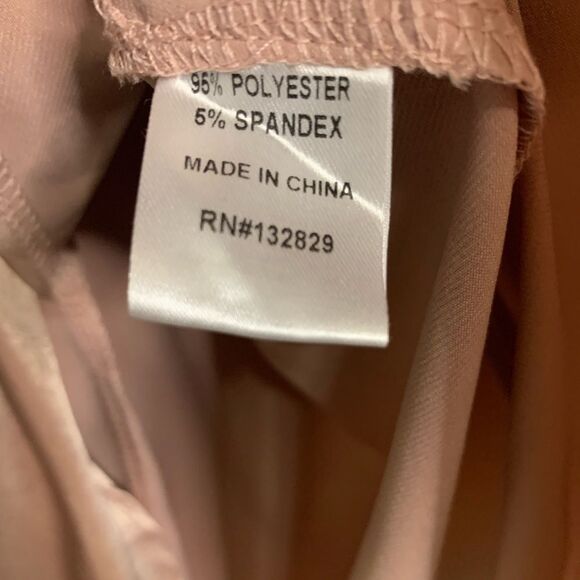 95% POLYESTER
5% SPANDEX
MADE IN CHINA
RN#132829